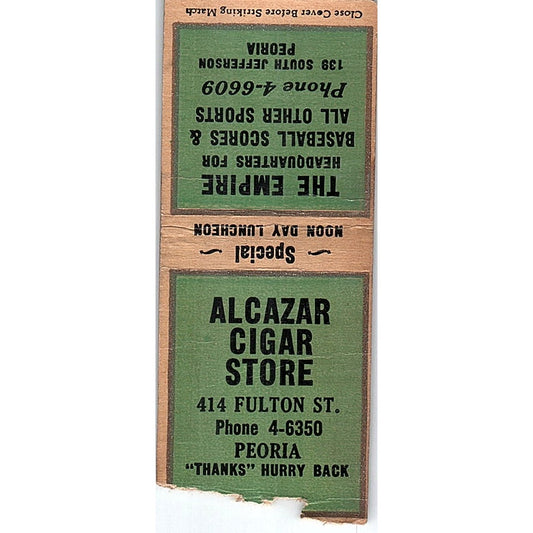 Close Cover Before Striking Match
THE EMPIRE
HEADQUARTERS FOR
BASEBALL SCORES &
ALL OTHER SPORTS
Phone 4-6609
139 SOUTH JEFFERSON
PEORIA
~ Special ~
NOON DAY LUNCHEON
ALCAZAR
CIGAR
STORE
414 FULTON ST.
Phone 4-6350
PEORIA
"THANKS" HURRY BACK